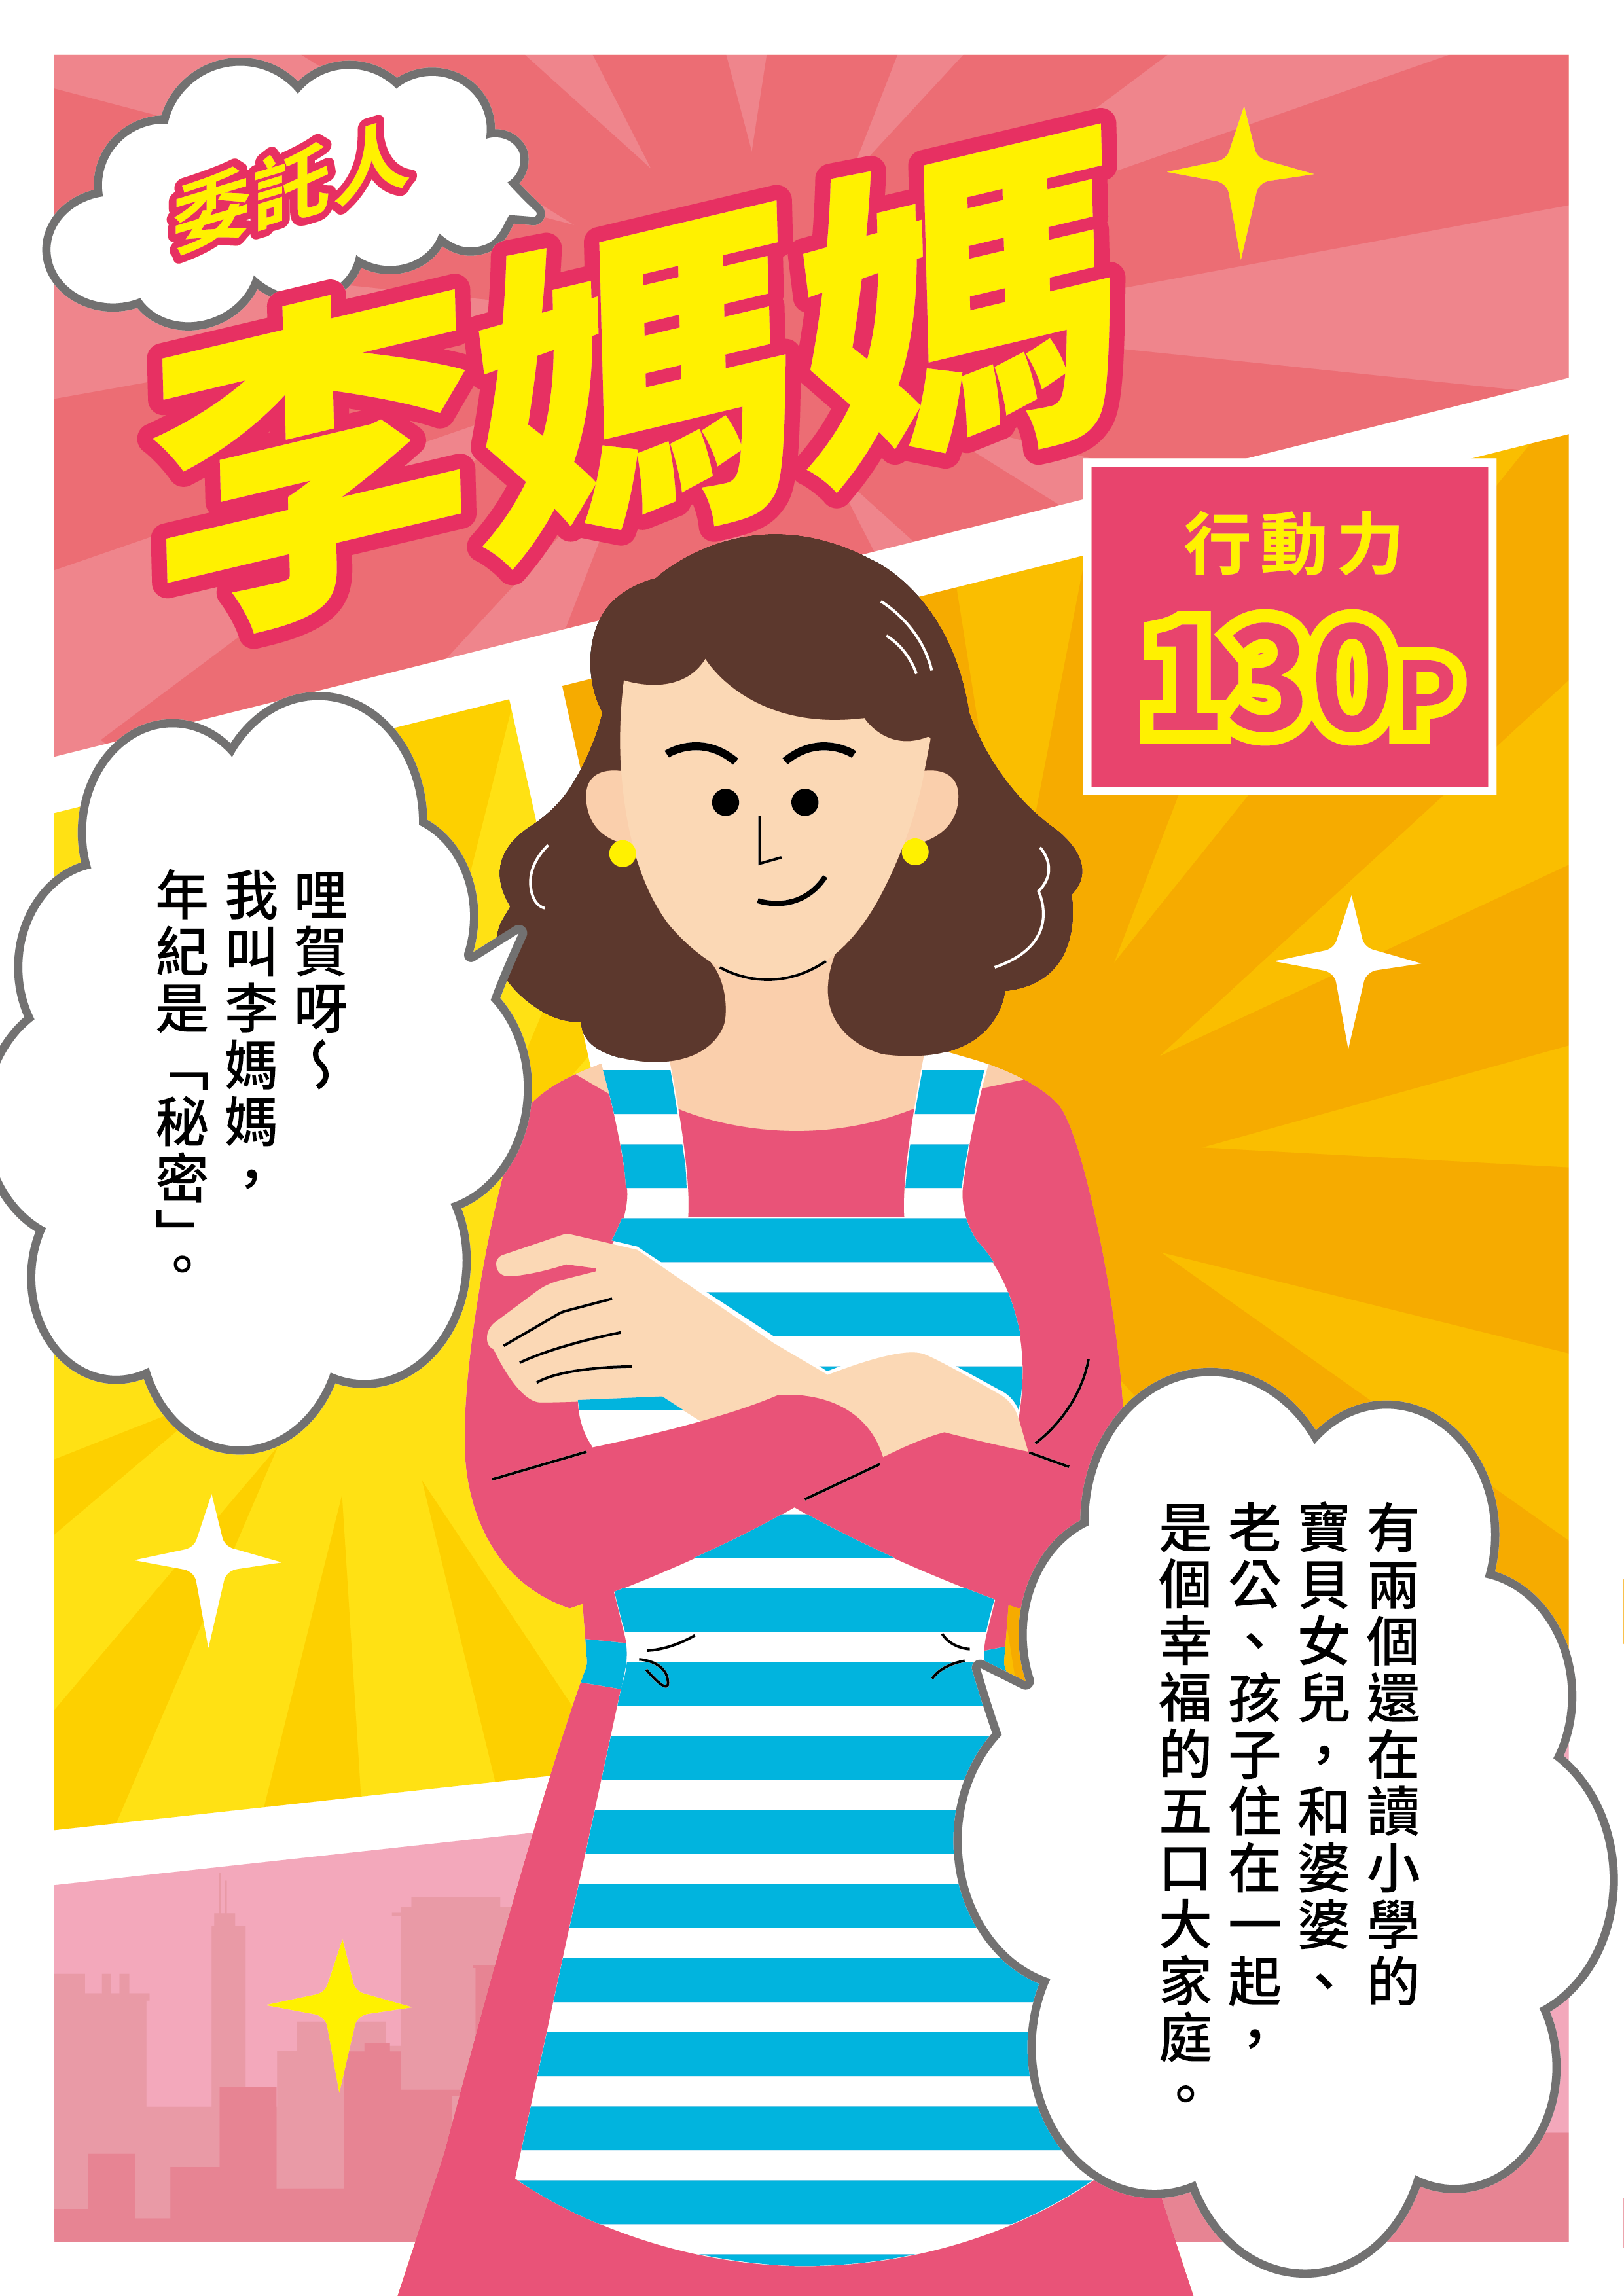 委託人
李媽媽
行動力
130P
哩賀呀～
我叫李媽媽，
年紀是「秘密」。
有兩個還在讀小學的
寶貝女兒，和婆婆、
老公、孩子住在一起，
是個幸福的五口大家庭。